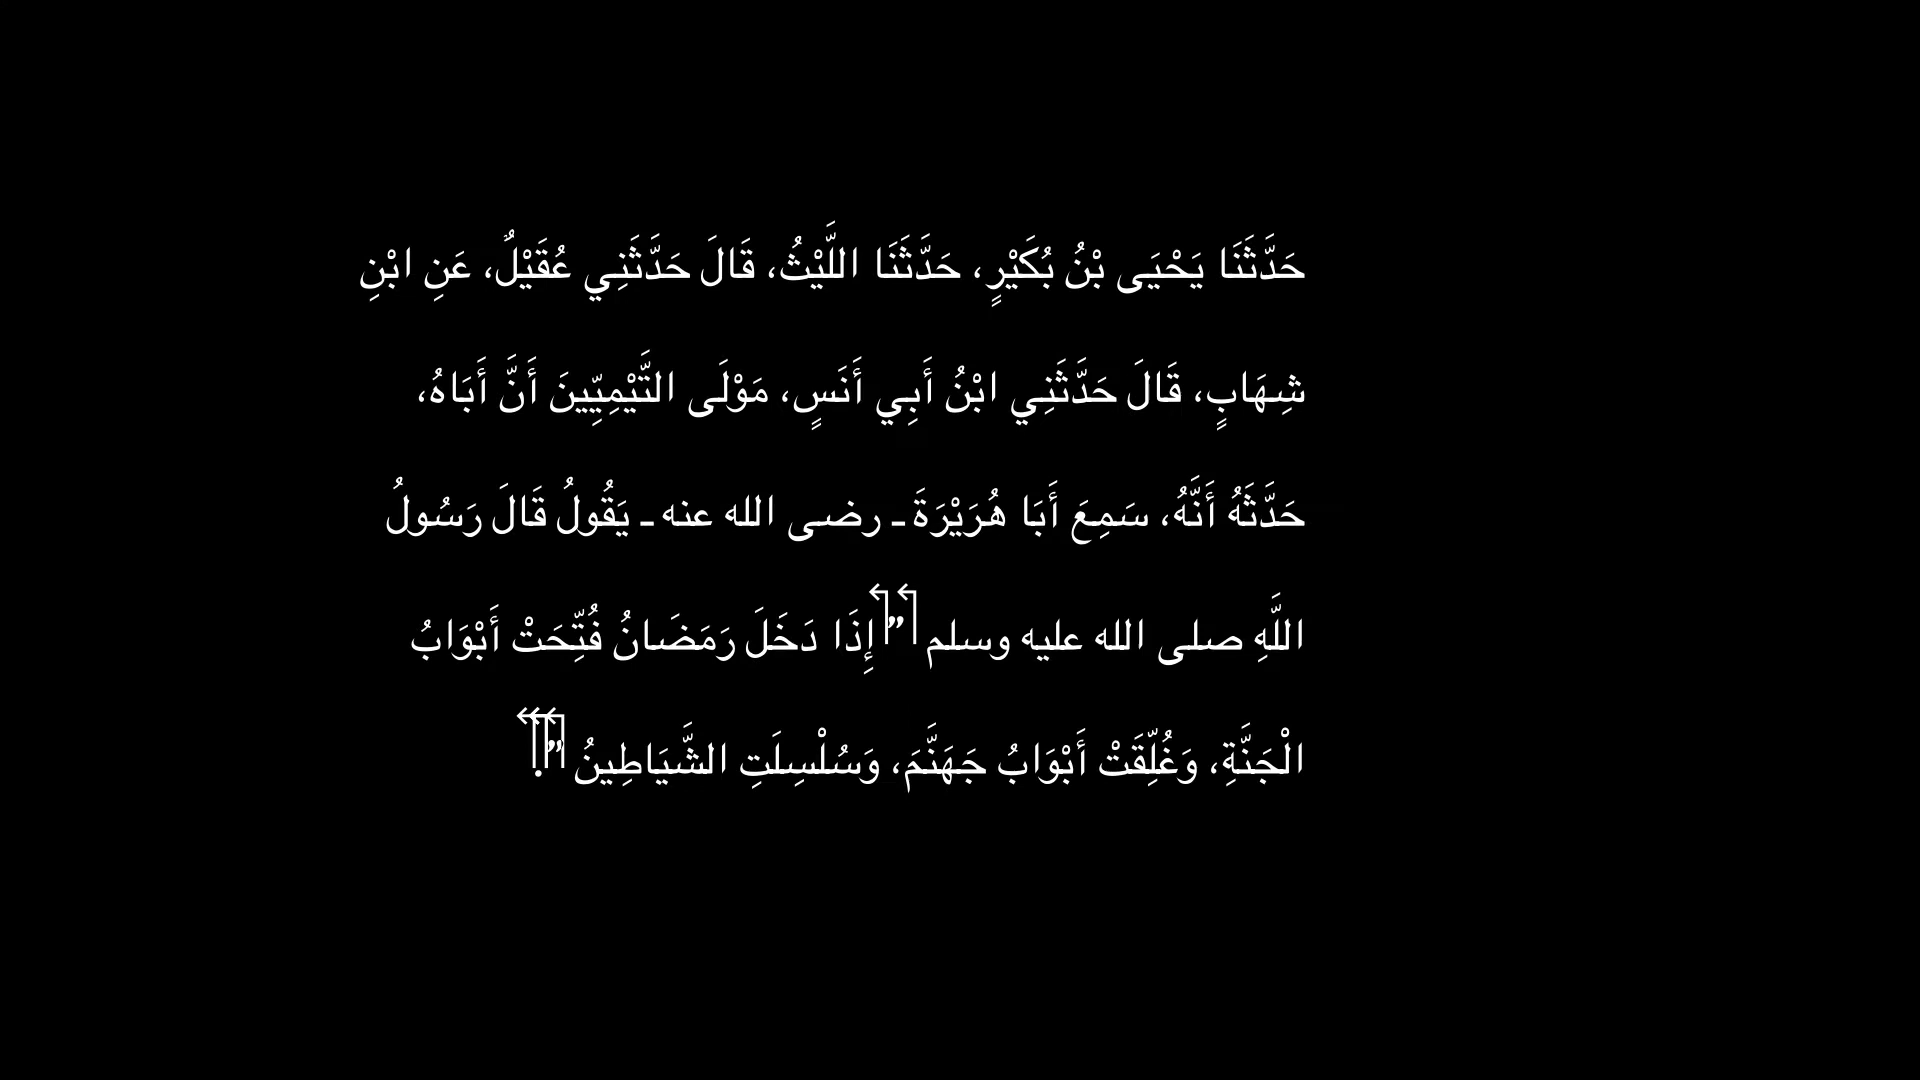 حَدَّثَنَا يَحْيَى بْنُ بُكَيْرٍ، حَدَّثَنَا اللَّيْثُ، قَالَ حَدَّثَنِي عُقَيْلٌ، عَنِ ابْنِ
شِهَابٍ، قَالَ حَدَّثَنِي ابْنُ أَبِي أَنَسٍ، مَوْلَى التَّيْمِيِّينَ أَنَّ أَبَاهُ،
حَدَّثَهُ أَنَّهُ، سَمِعَ أَبَا هُرَيْرَةَ ـ رضى الله عنه ـ يَقُولُ قَالَ رَسُولُ
اللَّهِ صلى الله عليه وسلم ‏"‏ إِذَا دَخَلَ رَمَضَانُ فُتِّحَتْ أَبْوَابُ
الْجَنَّةِ، وَغُلِّقَتْ أَبْوَابُ جَهَنَّمَ، وَسُلْسِلَتِ الشَّيَاطِينُ ‏"‏‏.‏